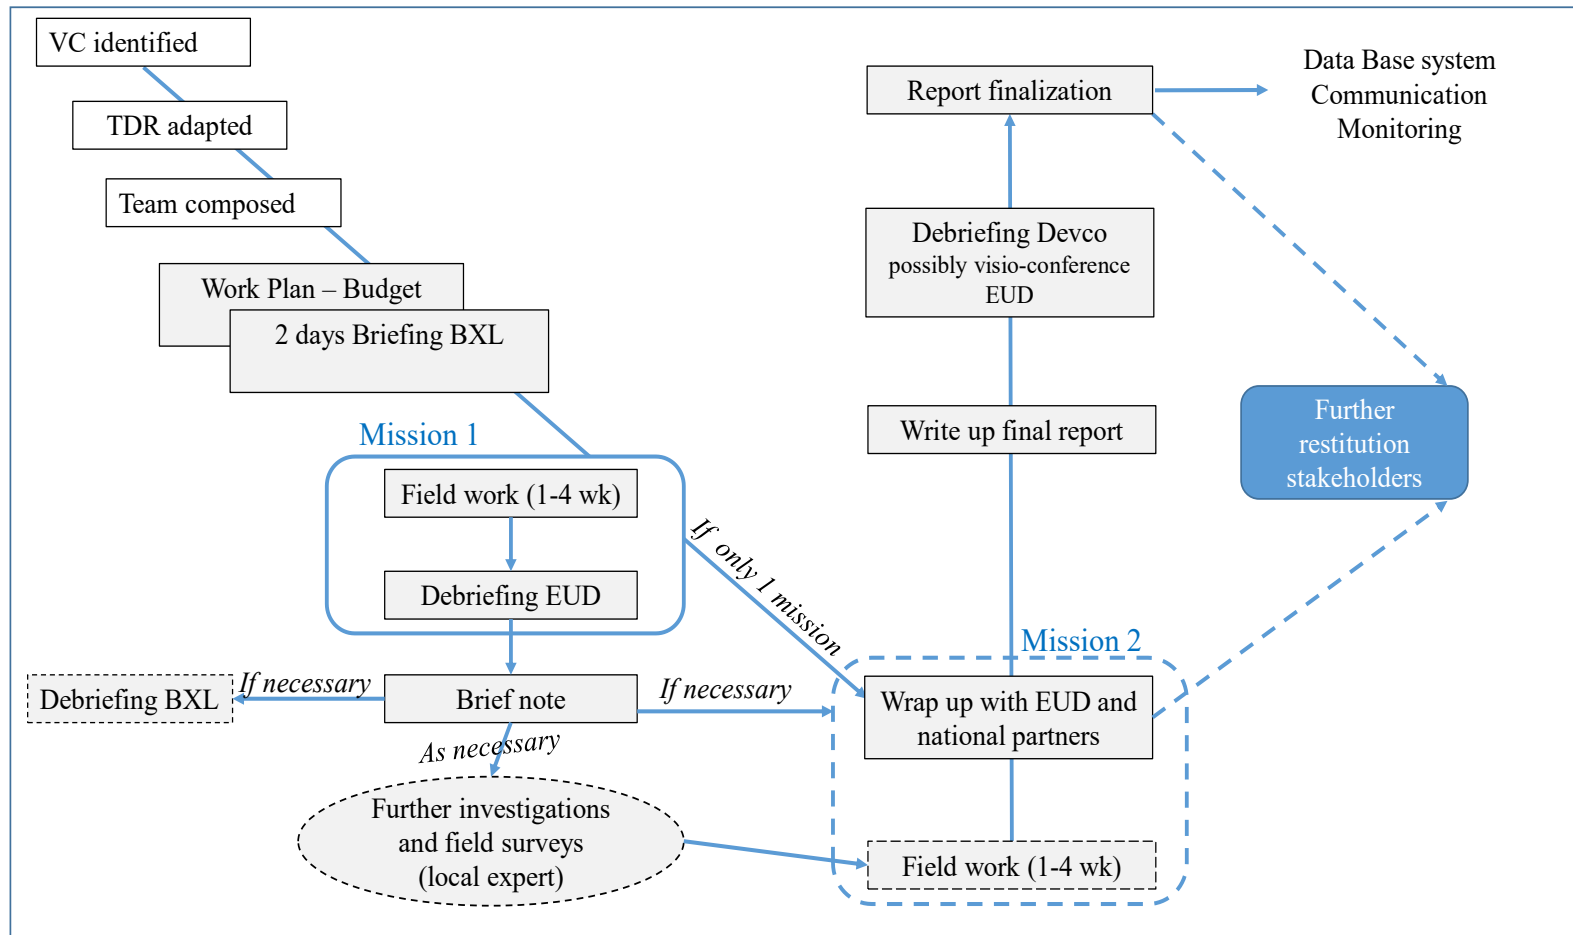 VC identified
TDR adapted
Team composed
Work Plan – Budget
2 days Briefing BXL
Mission 1
Field work (1-4 wk)
Debriefing EUD
If only 1 mission
Debriefing BXL
If necessary
Brief note
If necessary
As necessary
Further investigations
and field surveys
(local expert)
Mission 2
Wrap up with EUD and
national partners
Field work (1-4 wk)
Write up final report
Debriefing Devco
possibly visio-conference
EUD
Report finalization
Data Base system
Communication
Monitoring
Further
restitution
stakeholders